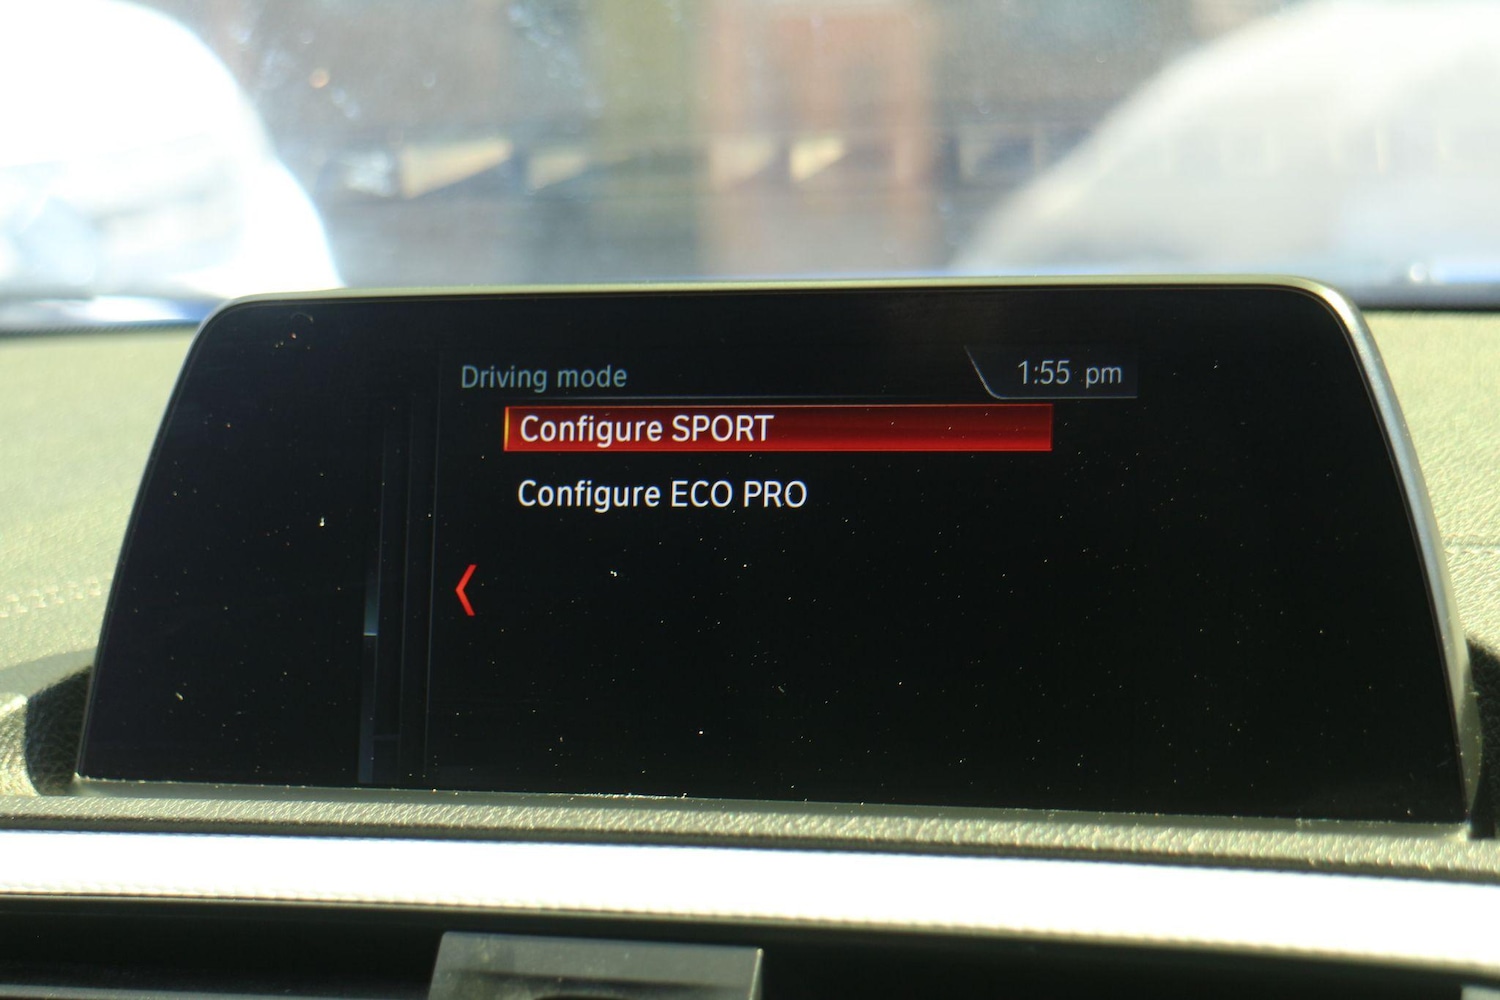 Driving mode
1:55 pm
Configure SPORT
Configure ECO PRO